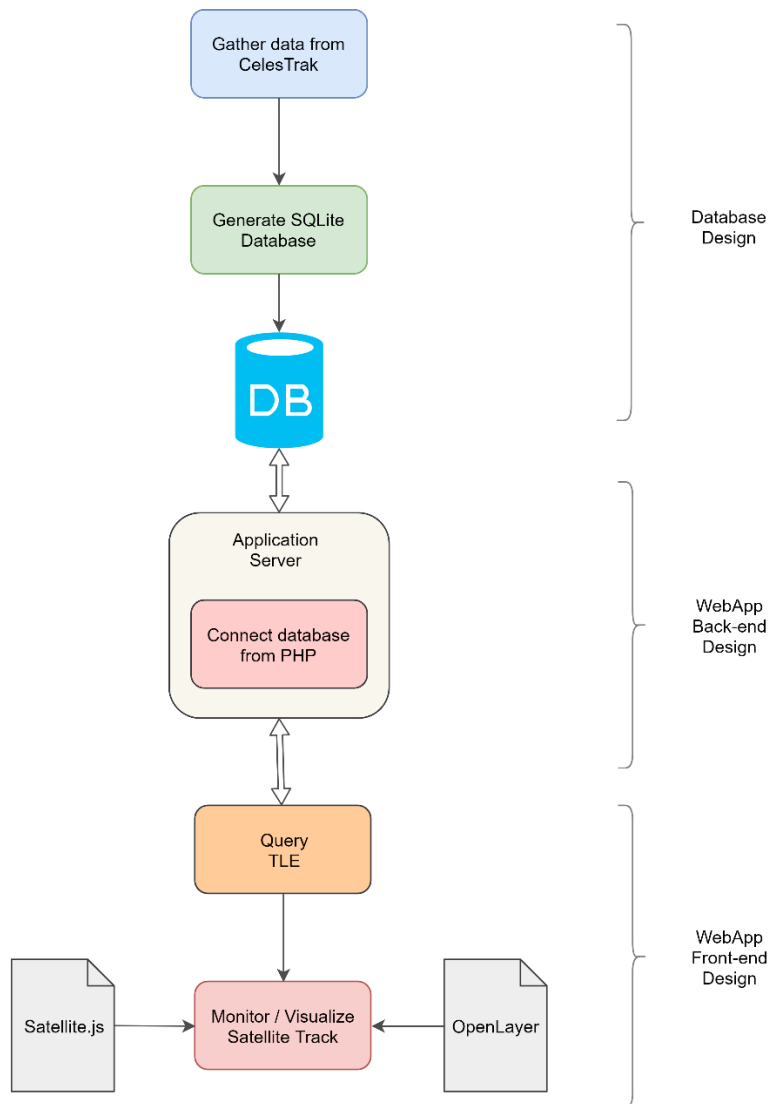 Gather data from
CelesTrak
Generate SQLite
Database
Database
Design
DB
Application
Server
Connect database
from PHP
WebApp
Back-end
Design
Query
TLE
WebApp
Front-end
Design
Satellite.js
Monitor / Visualize
Satellite Track
OpenLayer